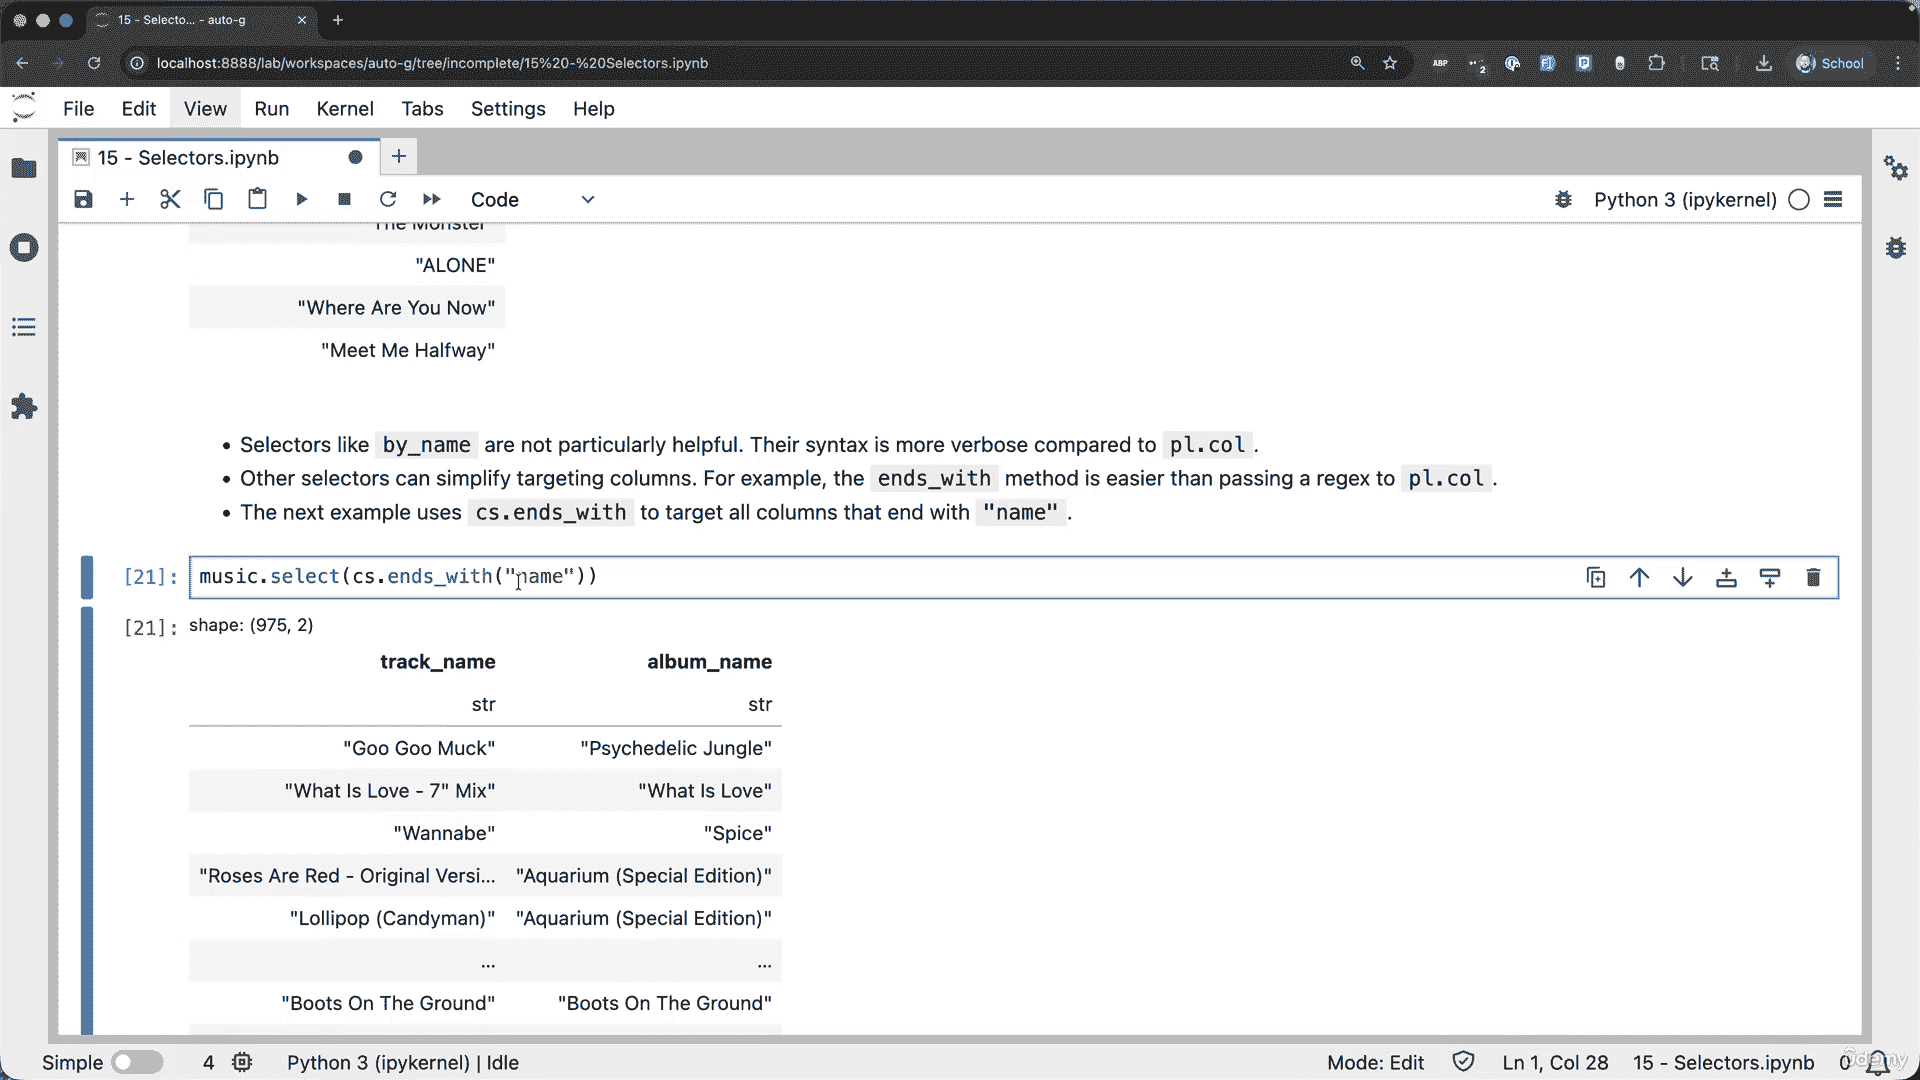 15 - Selecto... - auto-g
localhost:8888/lab/workspaces/auto-g/tree/incomplete/15%20-%20Selectors.ipynb
ABP
2
School
File Edit View Run Kernel Tabs Settings Help
15 - Selectors.ipynb
Code
Python 3 (ipykernel)
"The Monster"
"ALONE"
"Where Are You Now"
"Meet Me Halfway"
• Selectors like by_name are not particularly helpful. Their syntax is more verbose compared to pl.col.
• Other selectors can simplify targeting columns. For example, the ends_with method is easier than passing a regex to pl.col.
• The next example uses cs.ends_with to target all columns that end with "name".
[21]: music.select(cs.ends_with("name"))
[21]: shape: (975, 2)
track_name album_name
str str
"Goo Goo Muck" "Psychedelic Jungle"
"What Is Love - 7" Mix" "What Is Love"
"Wannabe" "Spice"
"Roses Are Red - Original Versi... "Aquarium (Special Edition)"
"Lollipop (Candyman)" "Aquarium (Special Edition)"
... ...
"Boots On The Ground" "Boots On The Ground"
Simple 4 Python 3 (ipykernel) | Idle Mode: Edit Ln 1, Col 28 15 - Selectors.ipynb 0
udemy